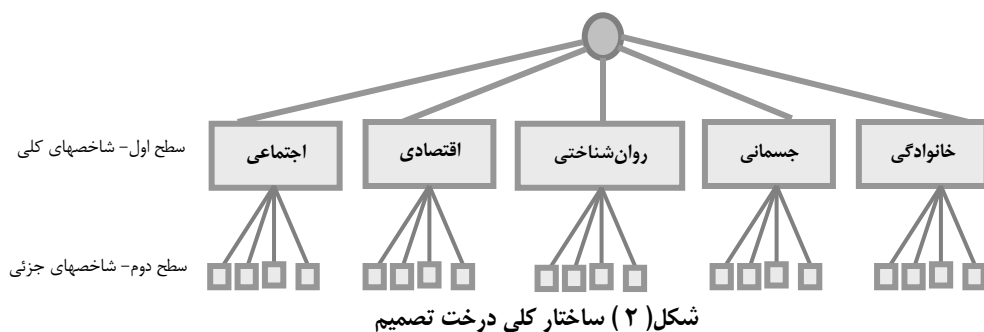 سطح اول- شاخصهای کلی
خانوادگی
جسمانی
روان‌شناختی
اقتصادی
اجتماعی
سطح دوم- شاخصهای جزئی
شکل( ۲ ) ساختار کلی درخت تصمیم